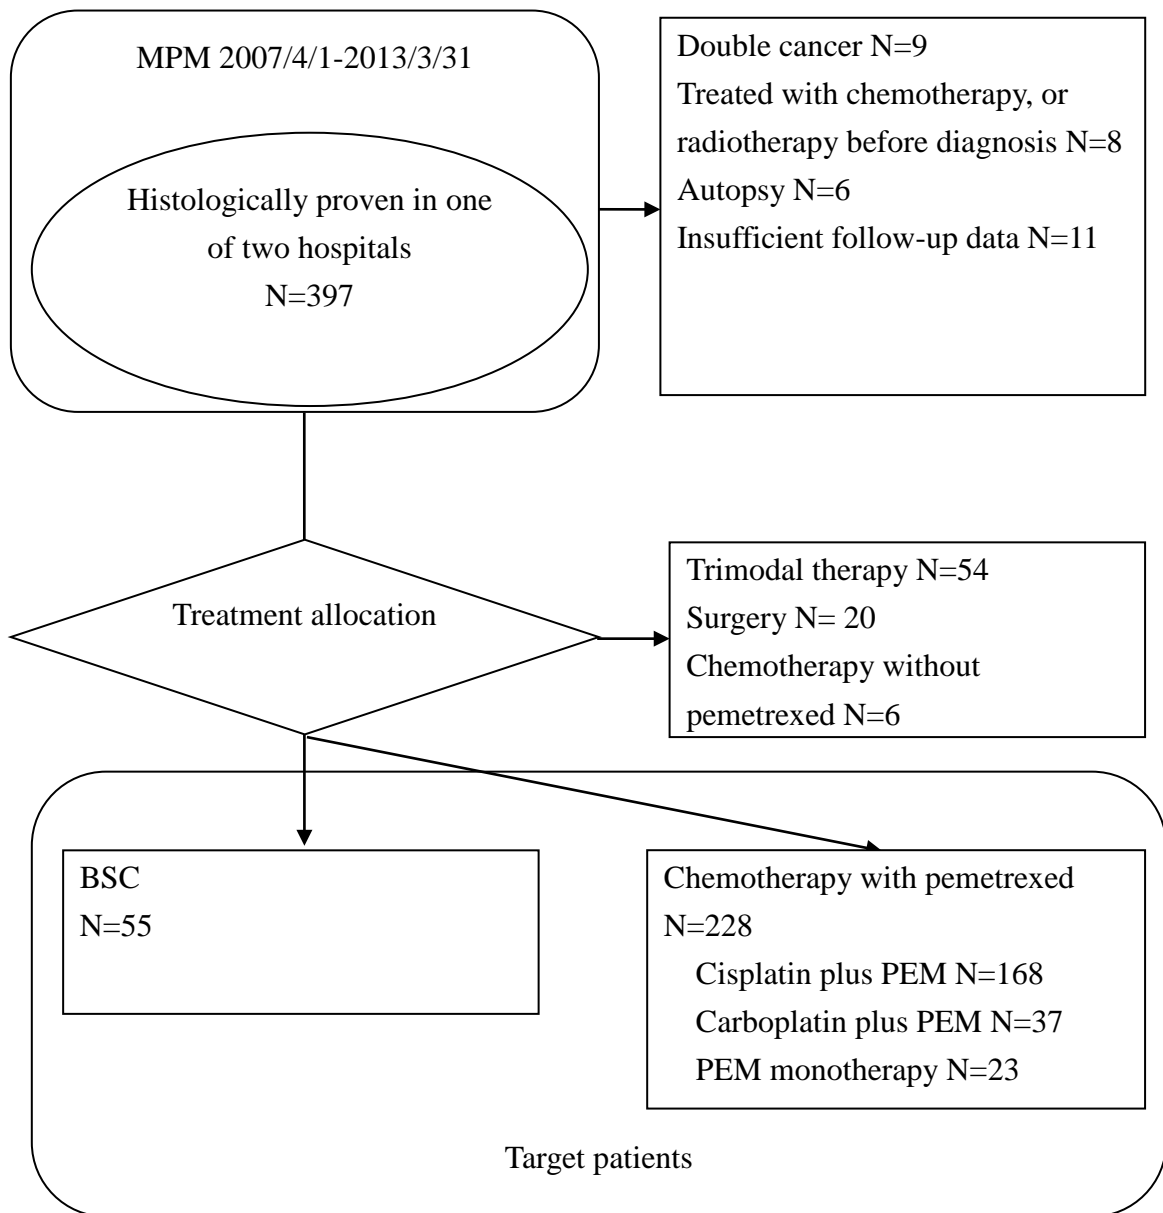 MPM 2007/4/1-2013/3/31
Histologically proven in one
of two hospitals
N=397
Double cancer N=9
Treated with chemotherapy, or
radiotherapy before diagnosis N=8
Autopsy N=6
Insufficient follow-up data N=11
Treatment allocation
Trimodal therapy N=54
Surgery N= 20
Chemotherapy without
pemetrexed N=6
BSC
N=55
Chemotherapy with pemetrexed
N=228
Cisplatin plus PEM N=168
Carboplatin plus PEM N=37
PEM monotherapy N=23
Target patients